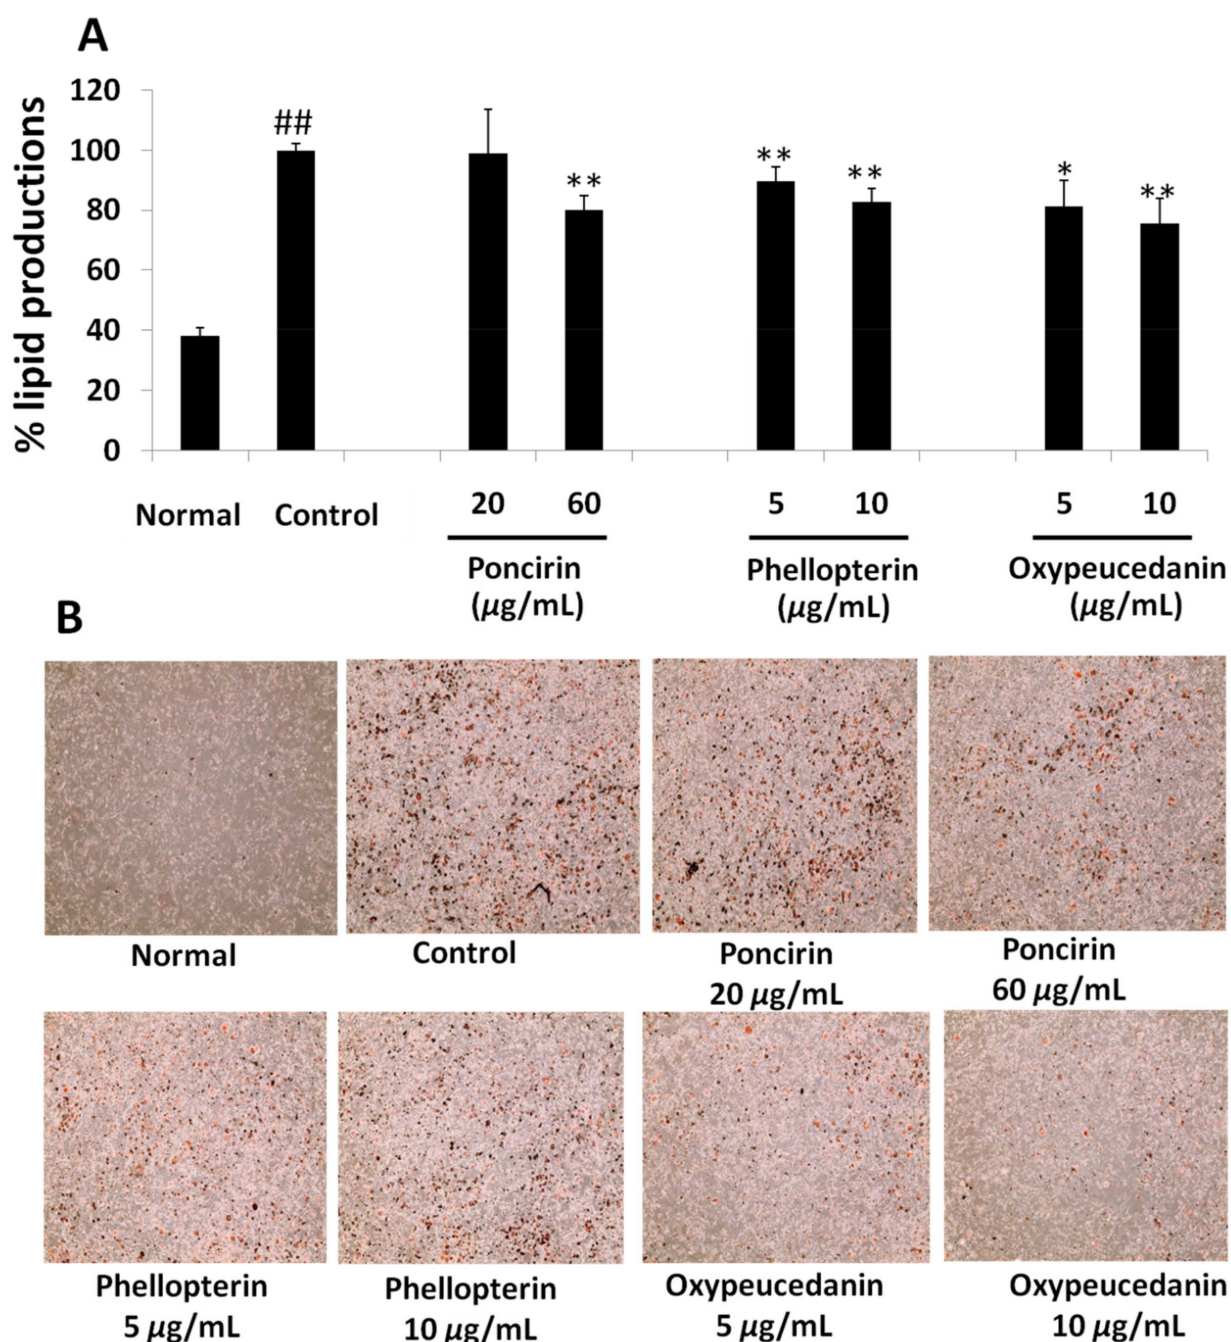 A
% lipid productions
120
100
80
60
40
20
0
##
**
**
**
*
**
Normal Control 20 60 5 10 5 10
Poncirin Phellopterin Oxypeucedanin
(μg/mL) (μg/mL) (μg/mL)
B
Normal Control Poncirin Poncirin
20 μg/mL 60 μg/mL
Phellopterin Phellopterin Oxypeucedanin Oxypeucedanin
5 μg/mL 10 μg/mL 5 μg/mL 10 μg/mL